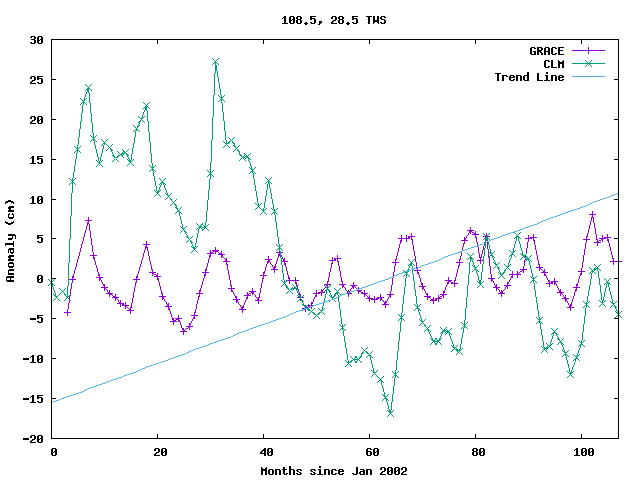 108.5, 28.5 TWS
GRACE
CLM
Trend Line
30
25
20
15
10
5
0
-5
-10
-15
-20
Anomaly (cm)
0 20 40 60 80 100
Months since Jan 2002